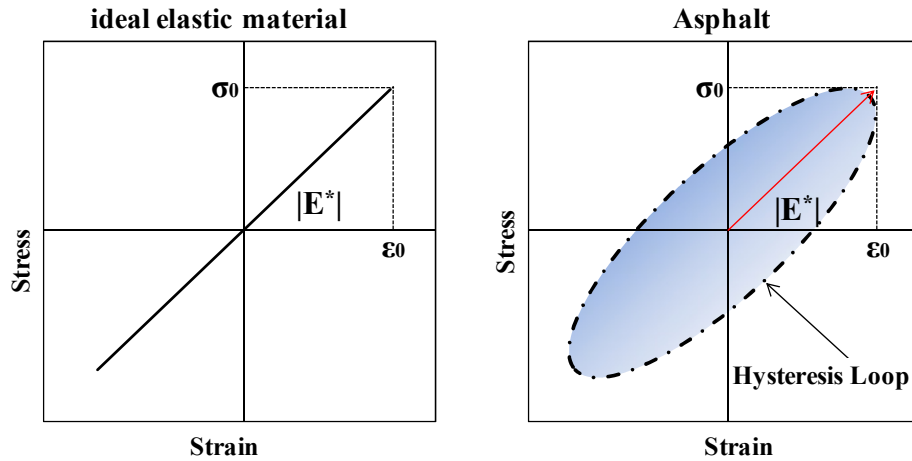 ideal elastic material
σ0
|E*|
ε0
Stress
Strain
Asphalt
σ0
|E*|
ε0
Stress
Hysteresis Loop
Strain